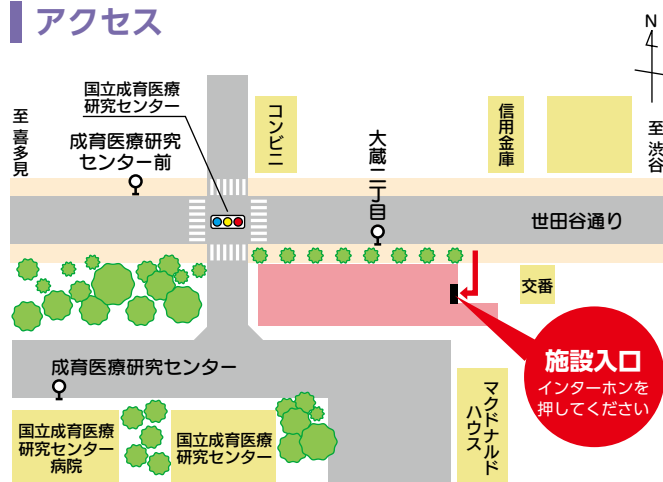 アクセス
N
国立成育医療
研究センター
至 喜多見
成育医療研究
センター前
コンビニ
大蔵二丁目
信用金庫
至 渋谷
世田谷通り
交番
施設入口
インターホンを
押してください
成育医療研究センター
国立成育医療
研究センター
病院
国立成育医療
研究センター
マクドナルド
ハウス